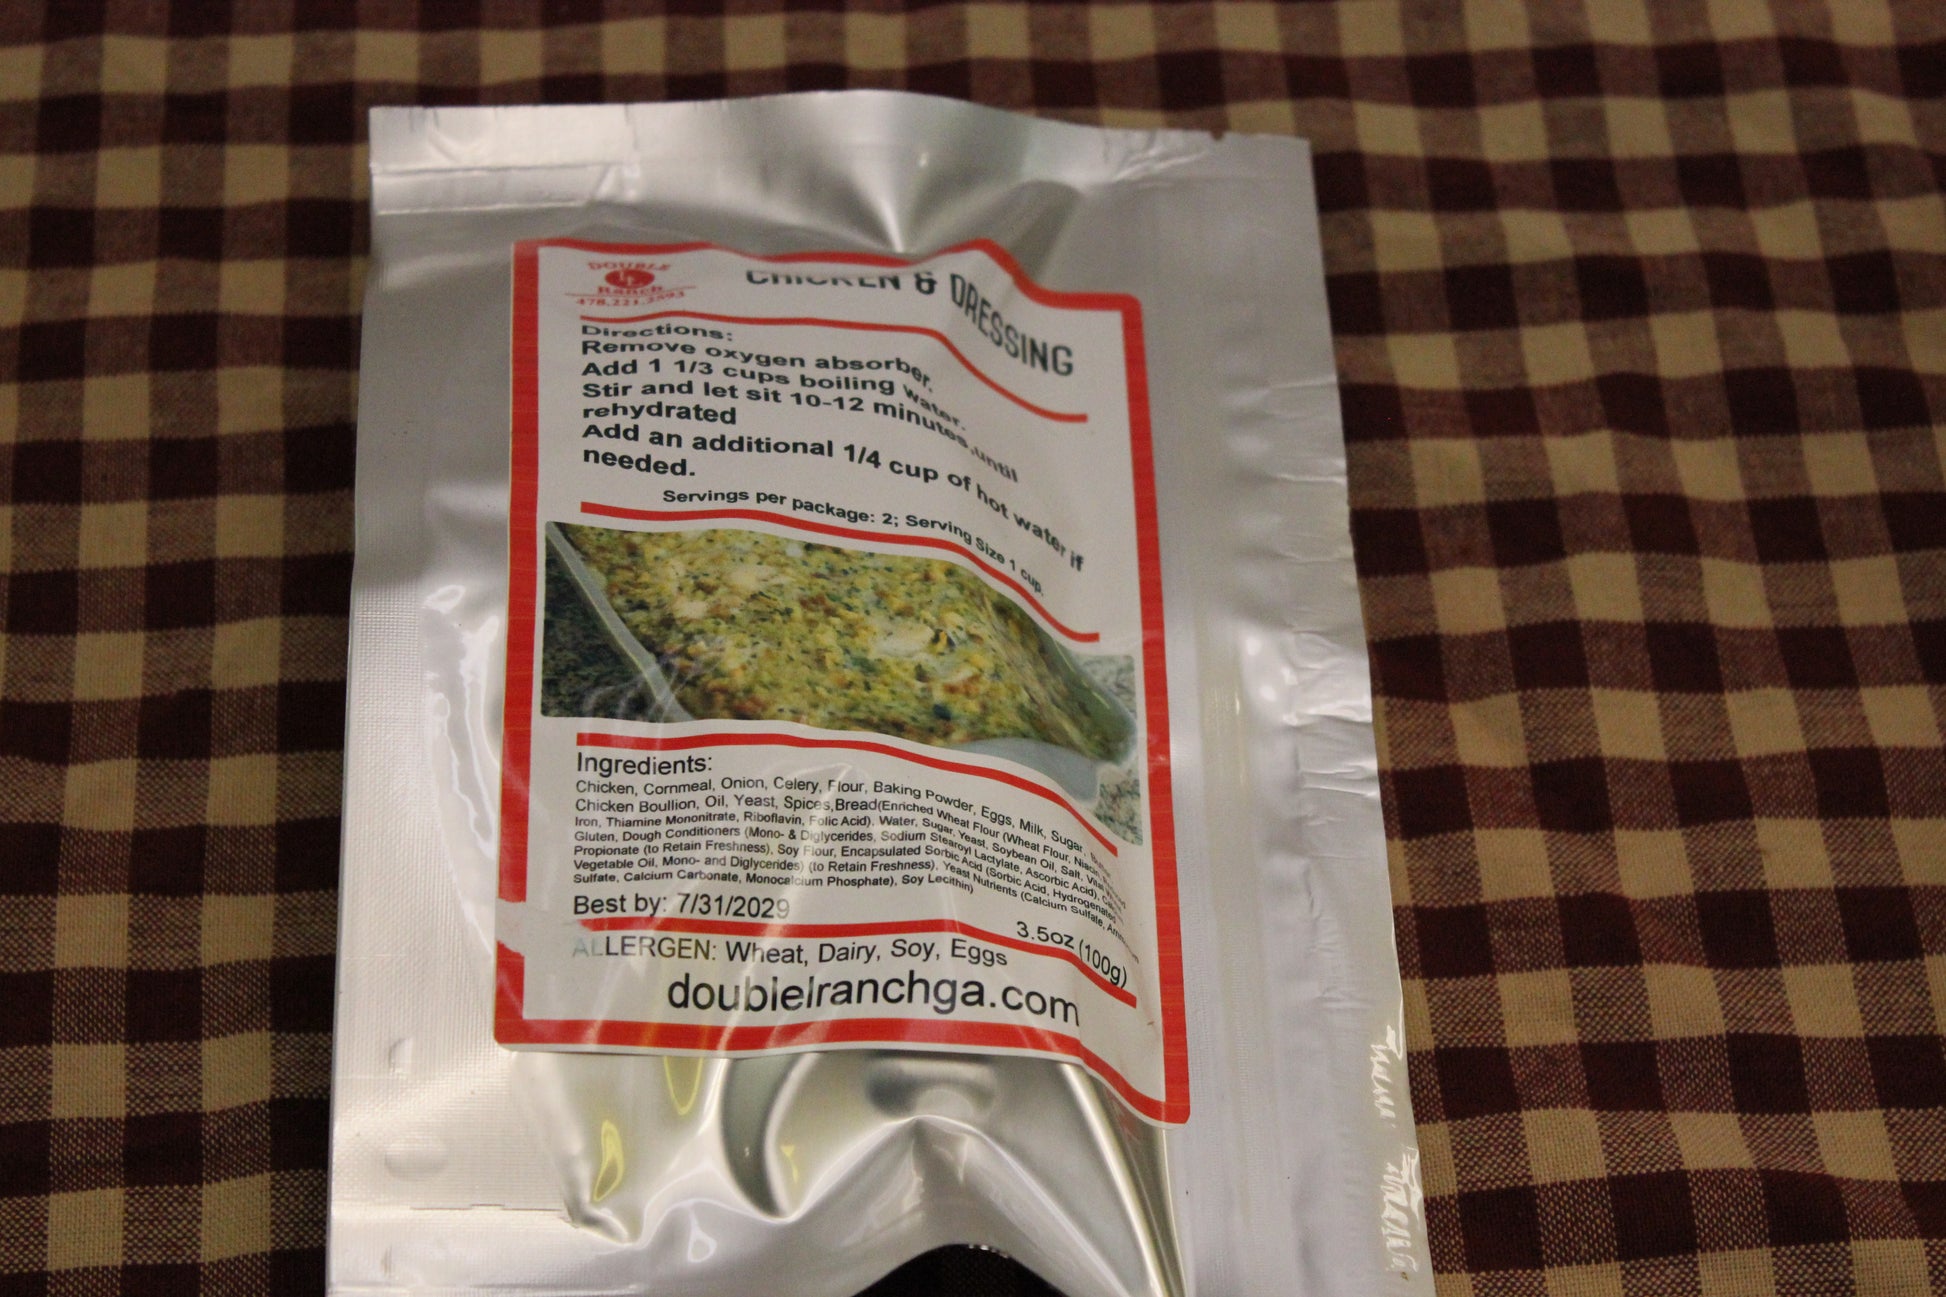 DOUBLE
Ranch
478.221.2593
CHICKEN & DRESSING
Directions:
Remove oxygen absorber.
Add 1 1/3 cups boiling water.
Stir and let sit 10-12 minutes,until
rehydrated
Add an additional 1/4 cup of hot water if
needed.
Servings per package: 2; Serving Size 1 cup.
Ingredients:
Chicken, Cornmeal, Onion, Celery, Flour, Baking Powder, Eggs, Milk, Sugar,
Chicken Boullion, Oil, Yeast, Spices,Bread(Enriched Wheat Flour (Wheat Flour, Niacin,
Iron, Thiamine Mononitrate, Riboflavin, Folic Acid), Water, Sugar, Yeast, Soybean Oil, Salt, Vital
Gluten, Dough Conditioners (Mono- & Diglycerides, Sodium Stearoyl Lactylate, Ascorbic Acid),
Propionate (to Retain Freshness), Soy Flour, Encapsulated Sorbic Acid (Sorbic Acid, Hydrogenated
Vegetable Oil, Mono- and Diglycerides) (to Retain Freshness), Yeast Nutrients (Calcium Sulfate,
Sulfate, Calcium Carbonate, Monocalcium Phosphate), Soy Lecithin)
Best by: 7/31/2029
3.5oz (100g)
ALLERGEN: Wheat, Dairy, Soy, Eggs
doublelranchga.com